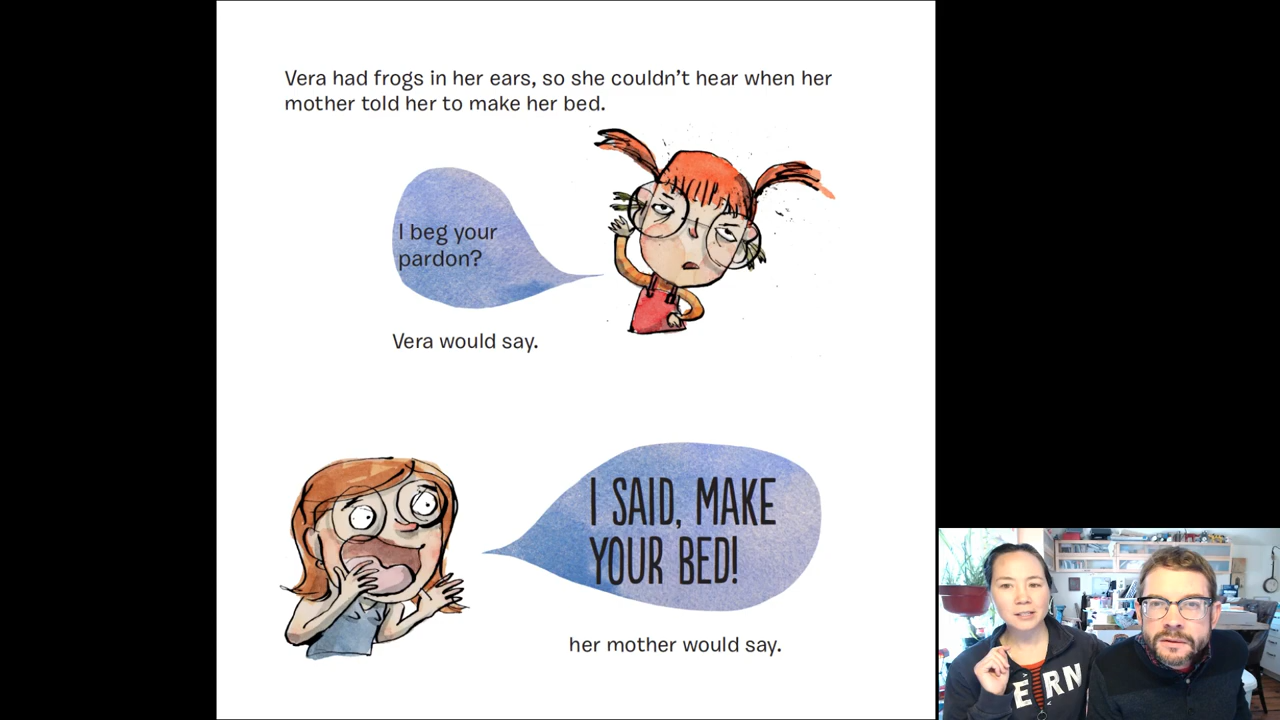 Vera had frogs in her ears, so she couldn’t hear when her
mother told her to make her bed.
I beg your
pardon?
Vera would say.
I SAID, MAKE
YOUR BED!
her mother would say.
ERN